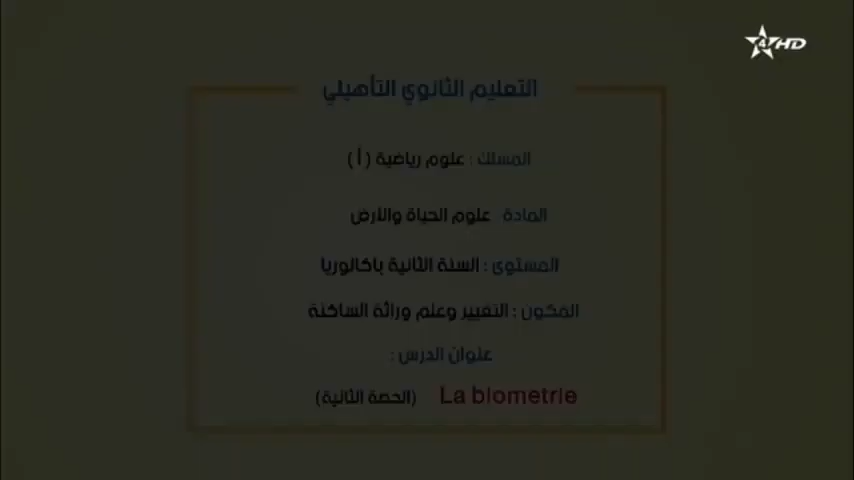 4HD
التعليم الثانوي التأهيلي
المسلك : علوم رياضية (أ)
المادة علوم الحياة والأرض
المستوى : السنة الثانية باكالوريا
المكون : التغيير وعلم وراثة الساكنة
عنوان الدرس :
La biometrie (الحصة الثانية)